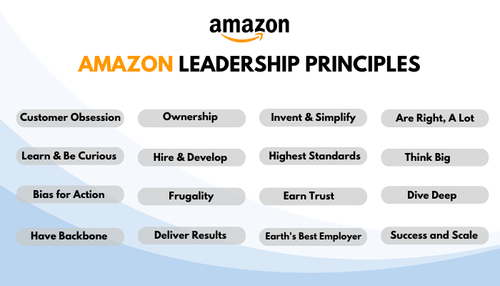 amazon
AMAZON LEADERSHIP PRINCIPLES
Customer Obsession
Ownership
Invent & Simplify
Are Right, A Lot
Learn & Be Curious
Hire & Develop
Highest Standards
Think Big
Bias for Action
Frugality
Earn Trust
Dive Deep
Have Backbone
Deliver Results
Earth's Best Employer
Success and Scale